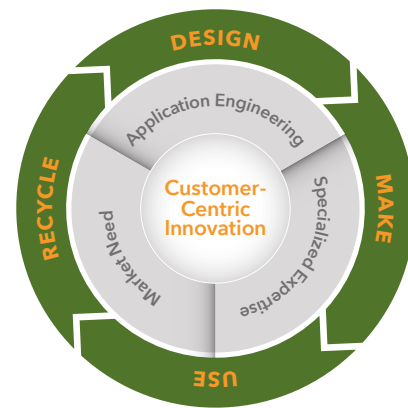 DESIGN
MAKE
USE
RECYCLE
Application Engineering
Specialized Expertise
Market Need
Customer-
Centric
Innovation